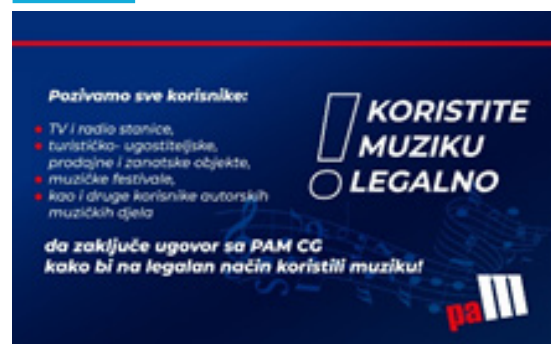 Pozivamo sve korisnike:
TV i radio stanice,
turističko- ugostiteljske,
prodajne i zanatske objekte,
muzičke festivale,
kao i druge korisnike autorskih
muzičkih djela
da zaključe ugovor sa PAM CG
kako bi na legalan način koristili muziku!
! KORISTITE
MUZIKU
LEGALNO
pam